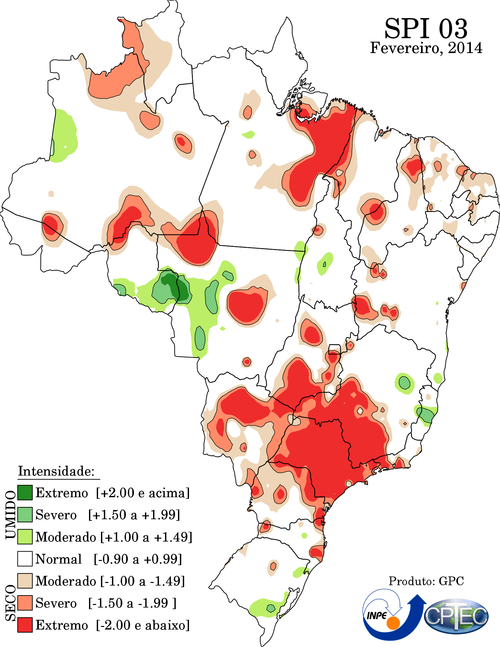 SPI 03
Fevereiro, 2014
Intensidade:
UMIDO
Extremo [+2.00 e acima]
Severo [+1.50 a +1.99]
Moderado [+1.00 a +1.49]
Normal [-0.90 a +0.99]
SECO
Moderado [-1.00 a -1.49]
Severo [-1.50 a -1.99 ]
Extremo [-2.00 e abaixo]
Produto: GPC
INPE
CPTEC